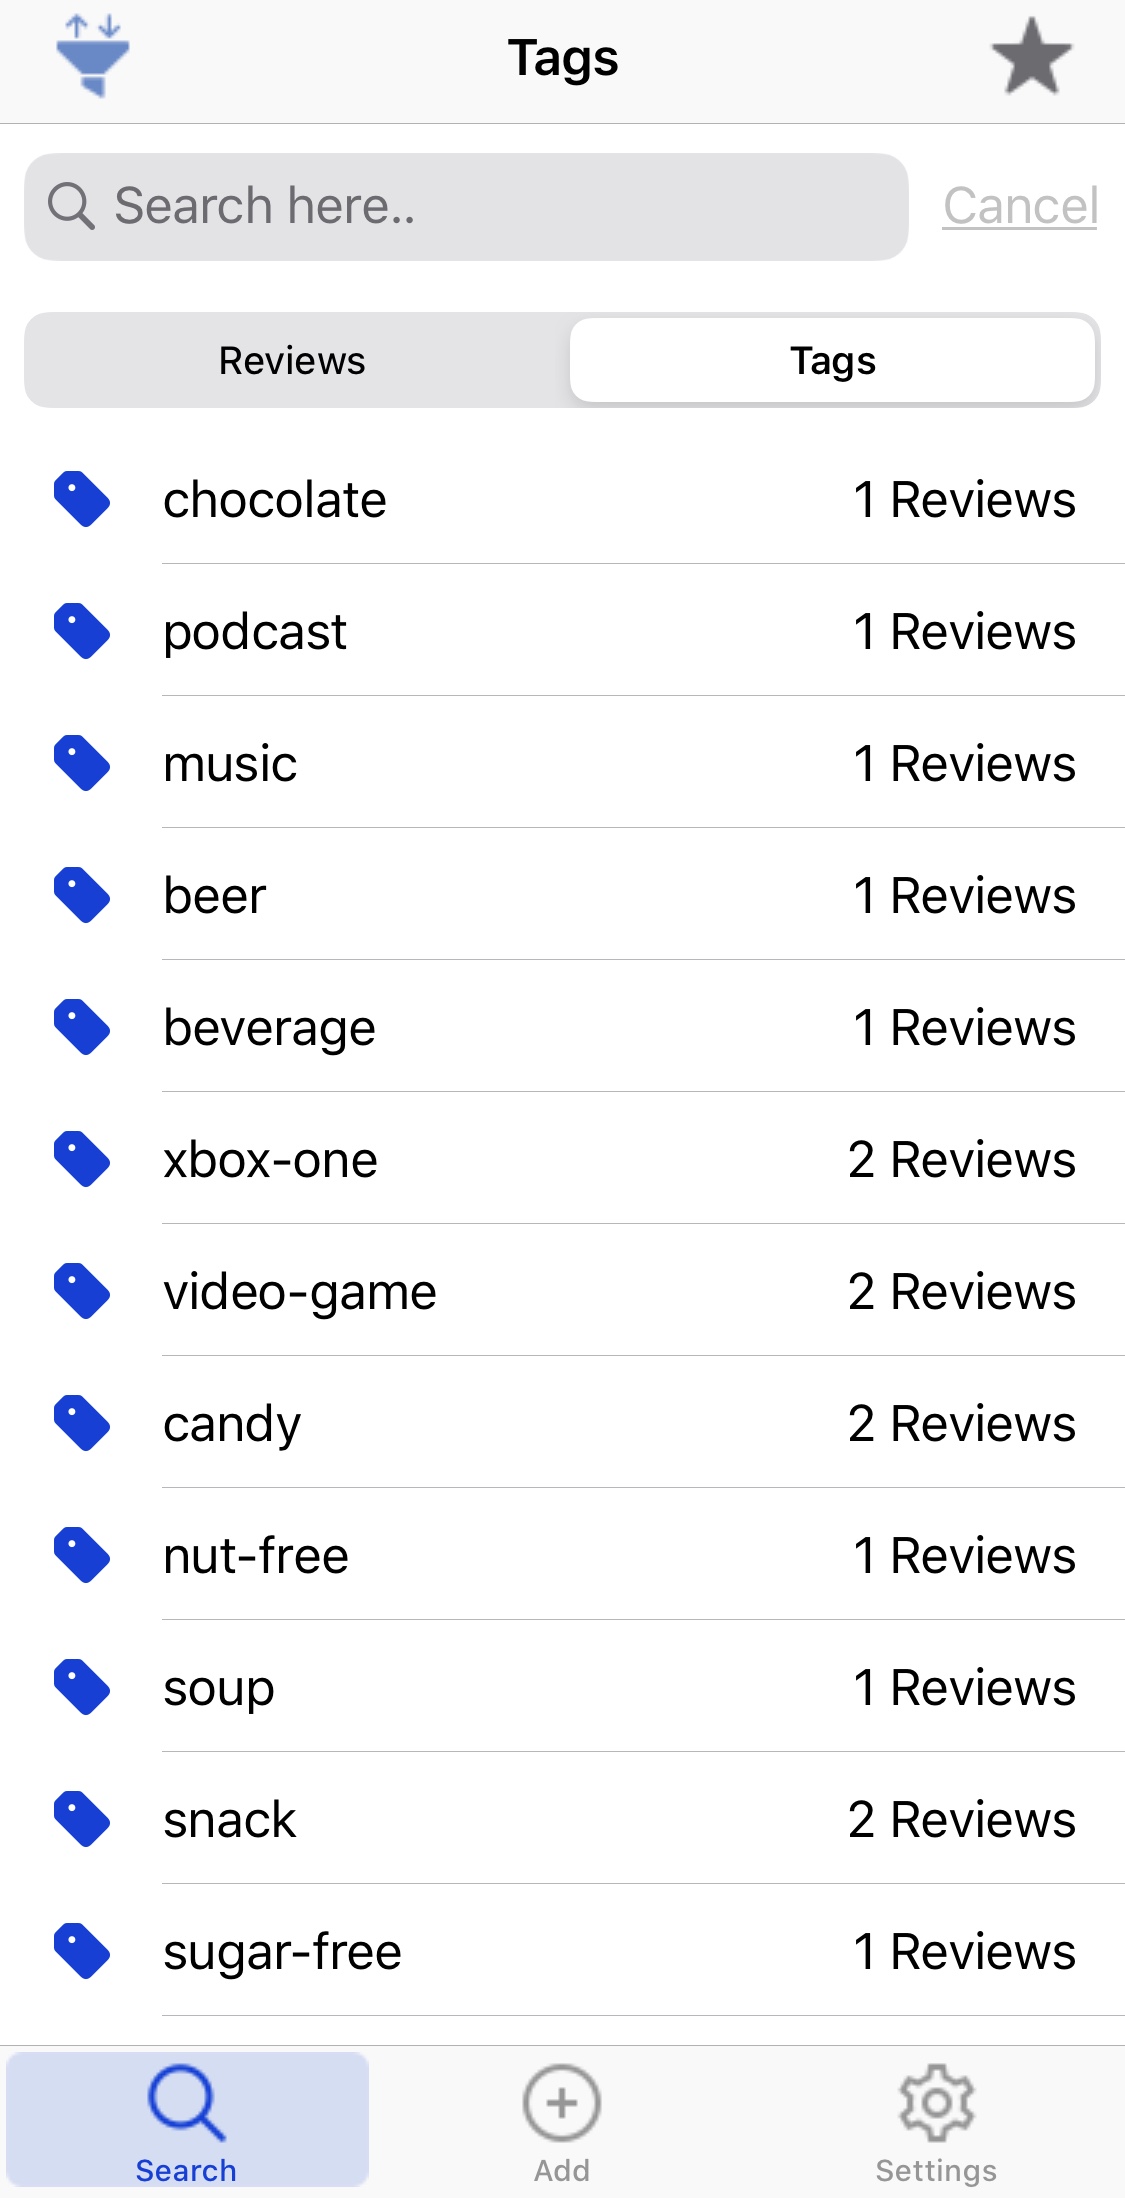 Tags
Search here..
Cancel
Reviews
Tags
chocolate 1 Reviews
podcast 1 Reviews
music 1 Reviews
beer 1 Reviews
beverage 1 Reviews
xbox-one 2 Reviews
video-game 2 Reviews
candy 2 Reviews
nut-free 1 Reviews
soup 1 Reviews
snack 2 Reviews
sugar-free 1 Reviews
Search
Add
Settings